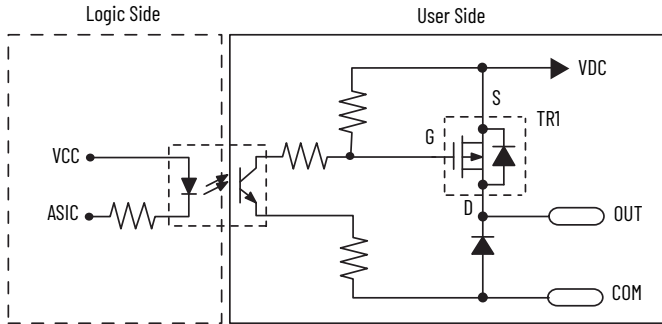 Logic Side
User Side
VDC
S
TR1
G
VCC
ASIC
D
OUT
COM